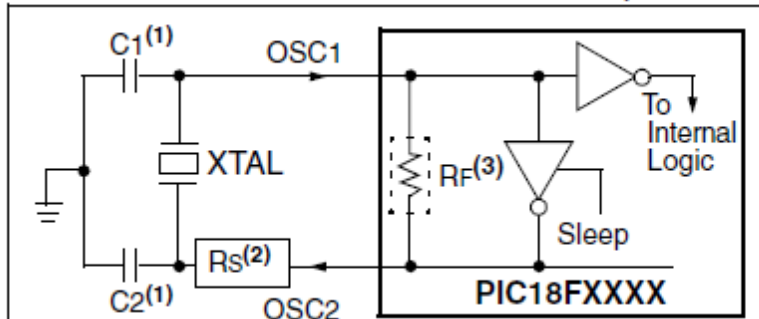 C1(1)
OSC1
To
Internal
Logic
XTAL
RF(3)
Sleep
RS(2)
C2(1)
OSC2
PIC18FXXXX